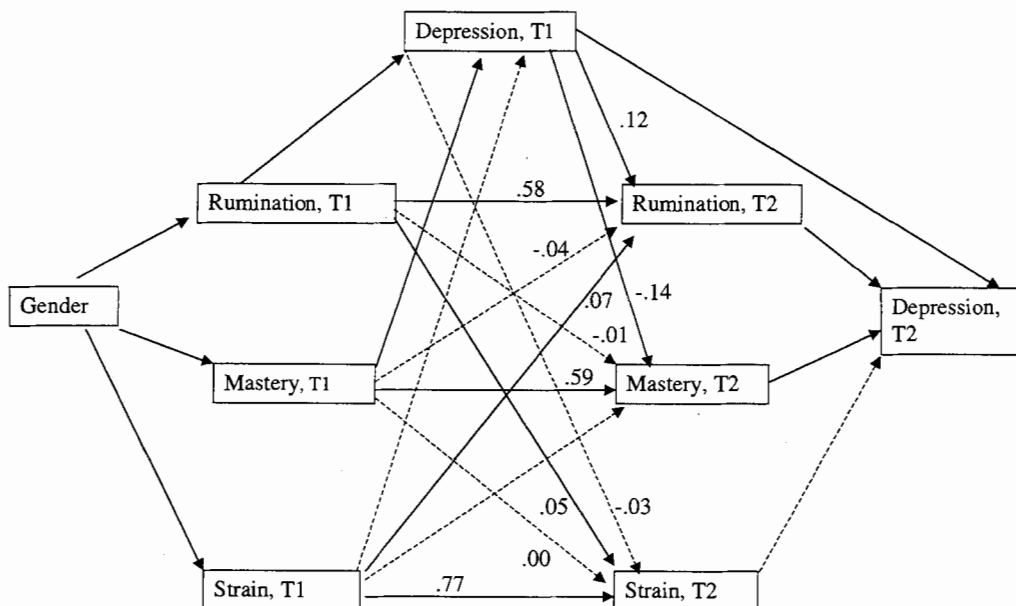 Depression, T1
.12
Rumination, T1
.58
Rumination, T2
-.04
Gender
.07
-.14
Depression,
T2
-.01
Mastery, T1
.59
Mastery, T2
.05
-.03
.00
Strain, T1
.77
Strain, T2